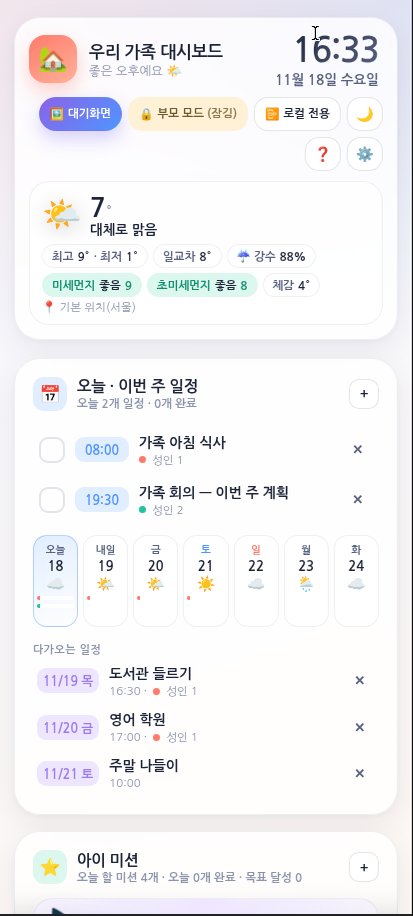 우리 가족 대시보드
좋은 오후예요 🌤️
16:33
11월 18일 수요일
🖼️ 대기화면
🔒 부모 모드 (잠김)
📴 로컬 전용
🌙
❓
⚙️
7°
대체로 맑음
최고 9° · 최저 1°
일교차 8°
☔ 강수 88%
미세먼지 좋음 9
초미세먼지 좋음 8
체감 4°
📍 기본 위치(서울)
오늘 · 이번 주 일정
오늘 2개 일정 · 0개 완료
+
08:00
가족 아침 식사
성인 1
✕
19:30
가족 회의 — 이번 주 계획
성인 2
✕
오늘 내일 금 토 일 월 화
18 19 20 21 22 23 24
다가오는 일정
11/19 목
도서관 들르기
16:30 · 성인 1
✕
11/20 금
영어 학원
17:00 · 성인 1
✕
11/21 토
주말 나들이
10:00
✕
아이 미션
오늘 할 미션 4개 · 오늘 0개 완료 · 목표 달성 0
+